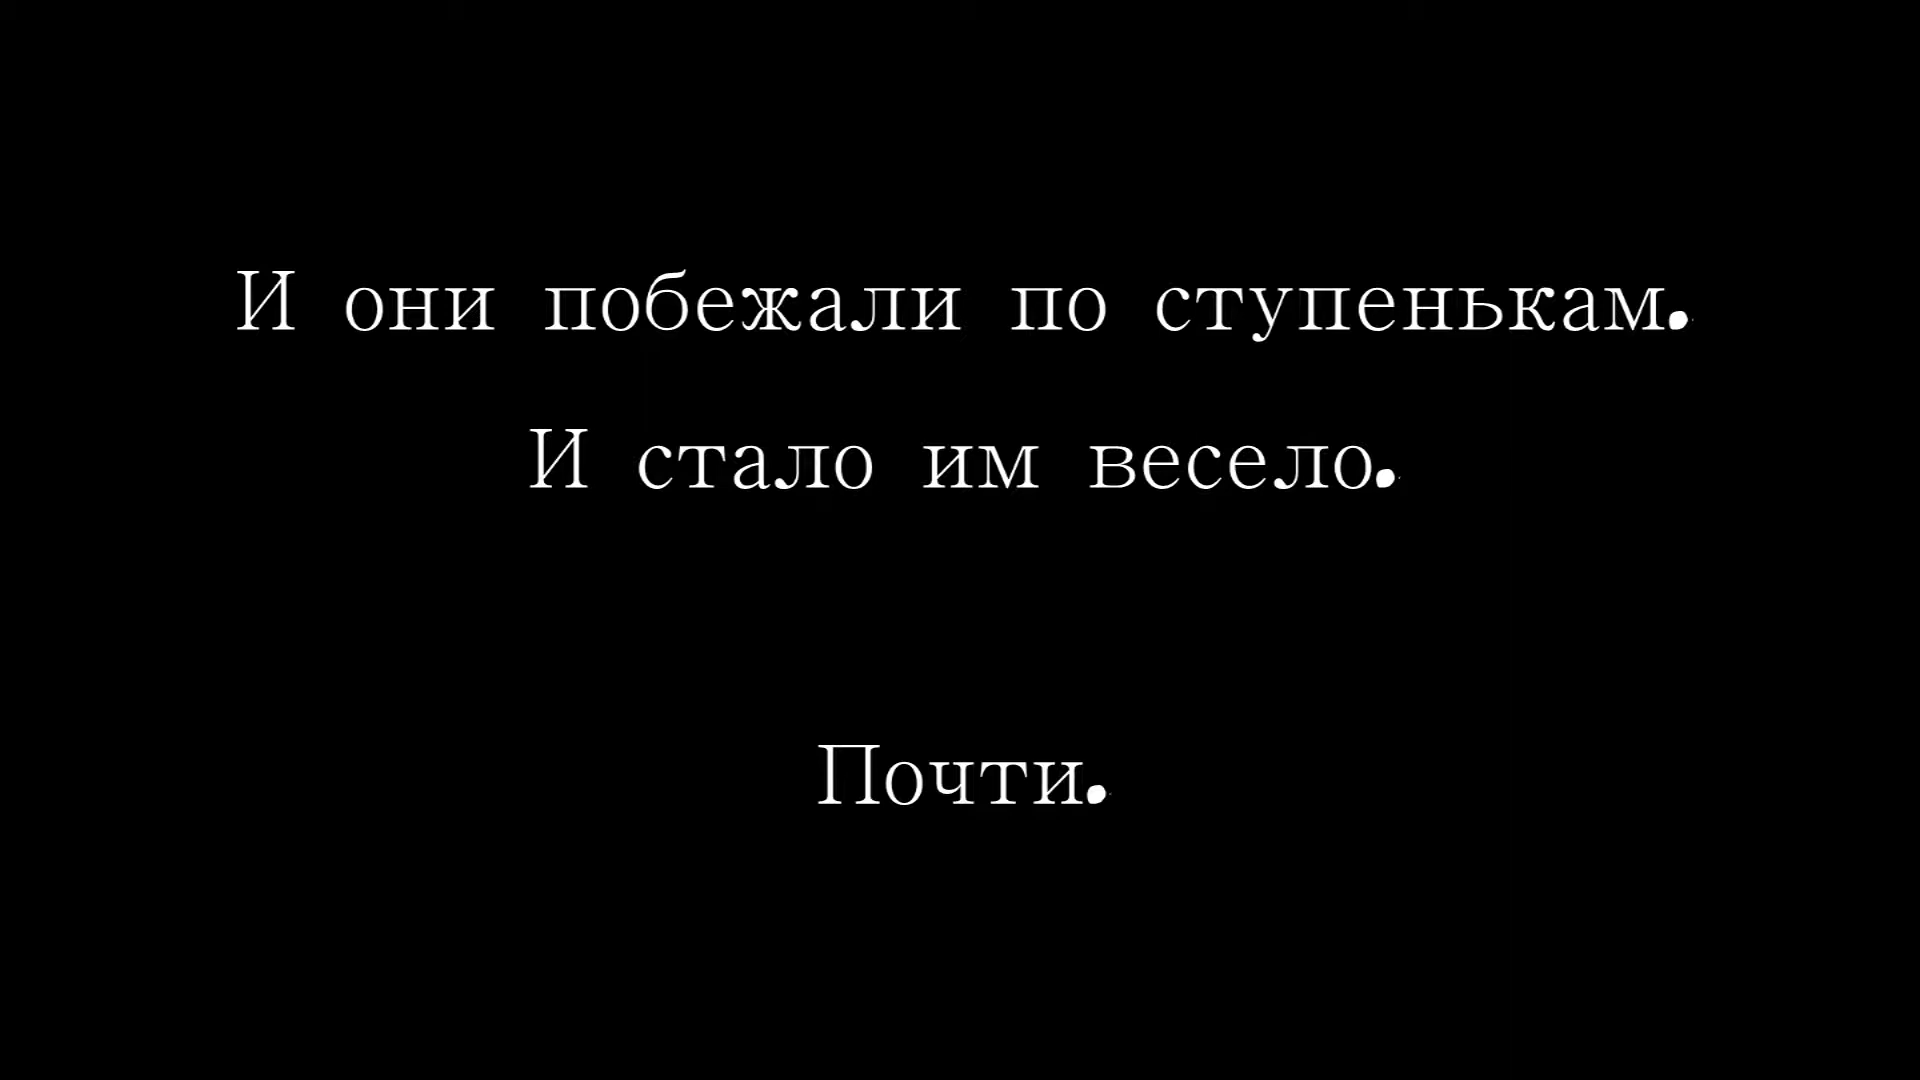 И они побежали по ступенькам.
И стало им весело.
Почти.